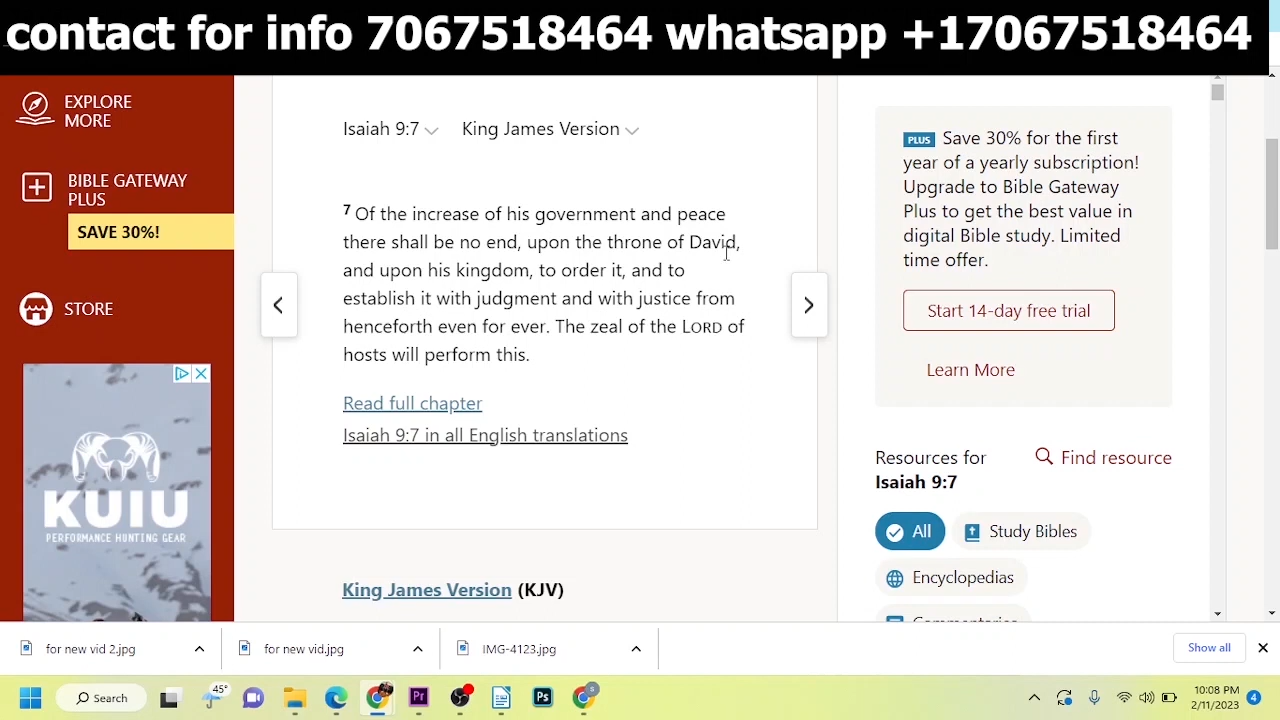 contact for info 7067518464 whatsapp +17067518464
EXPLORE
MORE
BIBLE GATEWAY
PLUS
SAVE 30%!
STORE
KUIU
PERFORMANCE HUNTING GEAR
Isaiah 9:7
King James Version
7 Of the increase of his government and peace
there shall be no end, upon the throne of David,
and upon his kingdom, to order it, and to
establish it with judgment and with justice from
henceforth even for ever. The zeal of the LORD of
hosts will perform this.
Read full chapter
Isaiah 9:7 in all English translations
King James Version (KJV)
PLUS Save 30% for the first
year of a yearly subscription!
Upgrade to Bible Gateway
Plus to get the best value in
digital Bible study. Limited
time offer.
Start 14-day free trial
Learn More
Resources for
Isaiah 9:7
Find resource
All
Study Bibles
Encyclopedias
Commentaries
for new vid 2.jpg
for new vid.jpg
IMG-4123.jpg
Show all
Search
45°
Pr
Ps
S
10:08 PM
2/11/2023
4